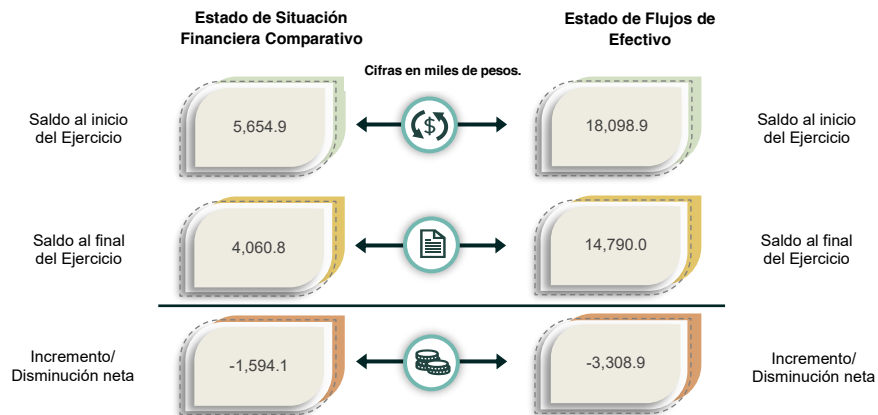 Estado de Situación
Financiera Comparativo
Estado de Flujos de
Efectivo
Cifras en miles de pesos.
Saldo al inicio
del Ejercicio
5,654.9
$
18,098.9
Saldo al inicio
del Ejercicio
Saldo al final
del Ejercicio
4,060.8
14,790.0
Saldo al final
del Ejercicio
Incremento/
Disminución neta
-1,594.1
-3,308.9
Incremento/
Disminución neta